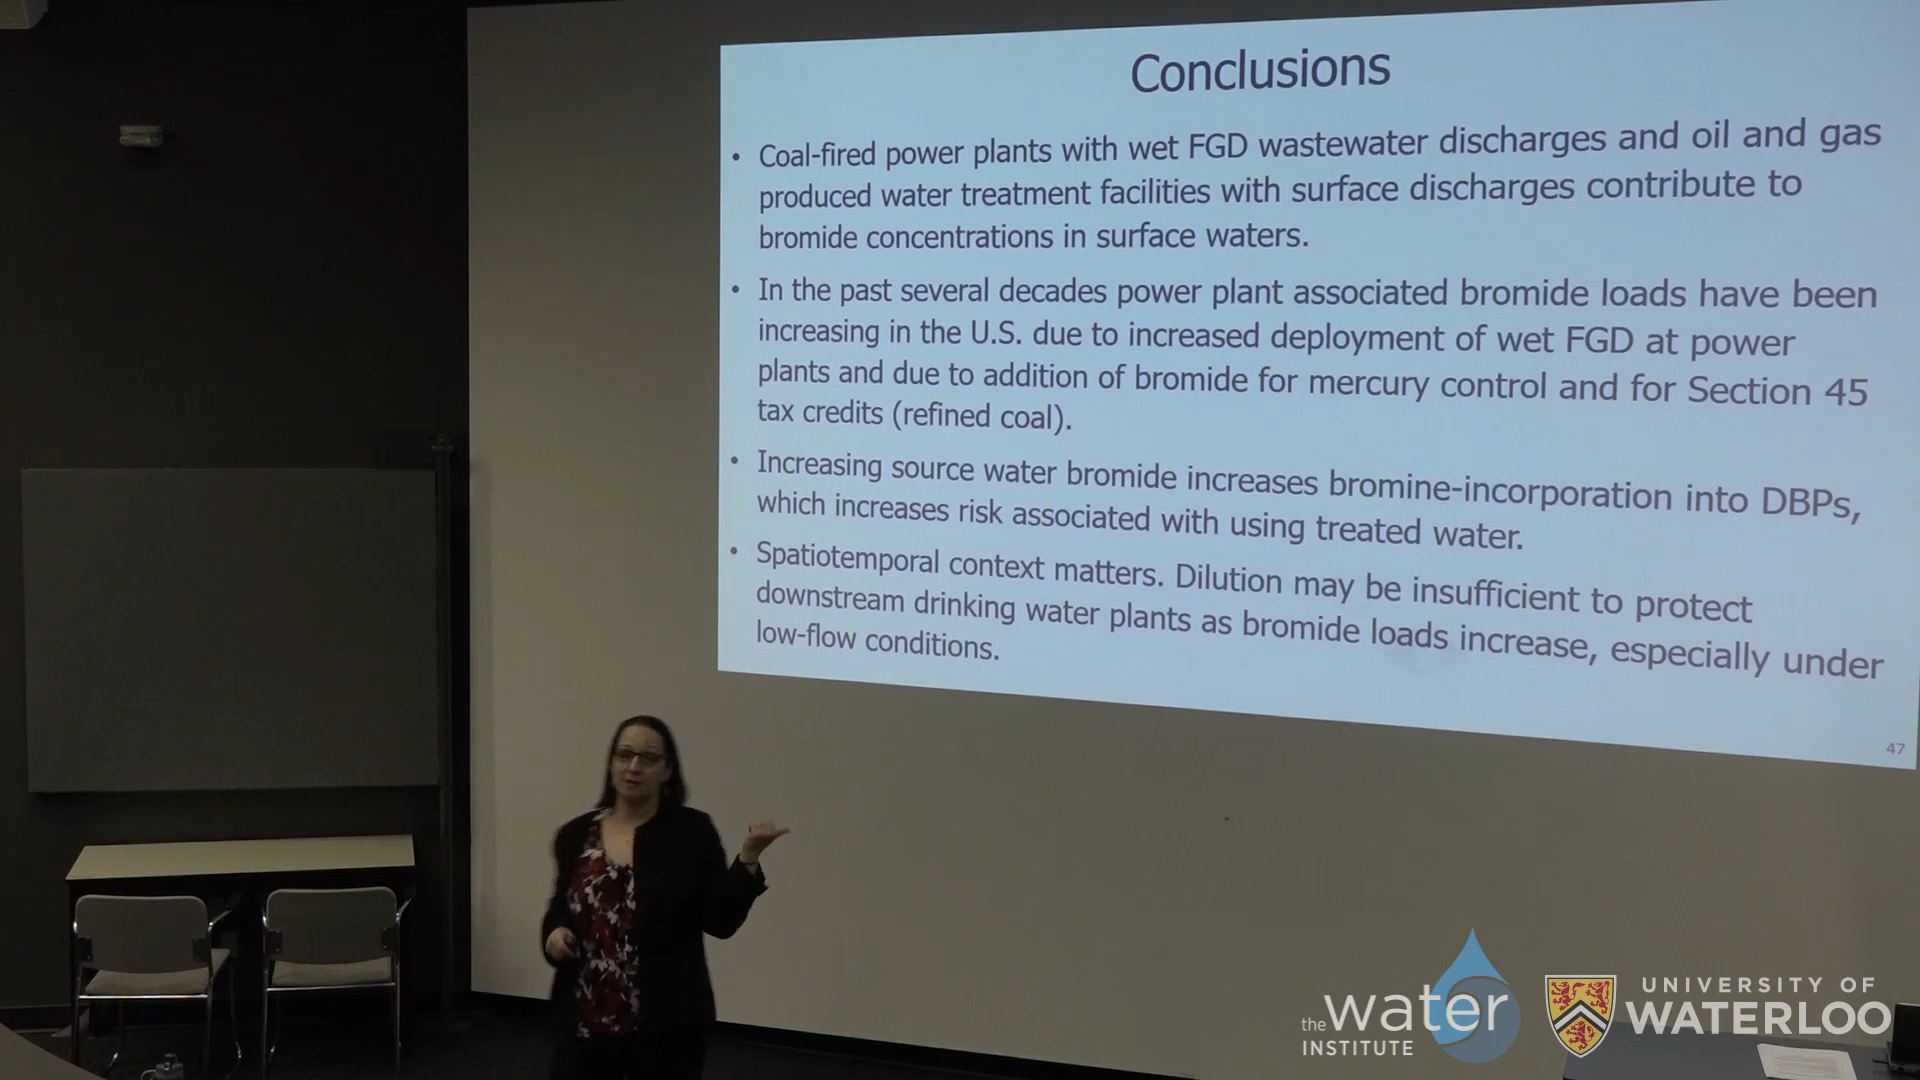 Conclusions
• Coal-fired power plants with wet FGD wastewater discharges and oil and gas
produced water treatment facilities with surface discharges contribute to
bromide concentrations in surface waters.
• In the past several decades power plant associated bromide loads have been
increasing in the U.S. due to increased deployment of wet FGD at power
plants and due to addition of bromide for mercury control and for Section 45
tax credits (refined coal).
• Increasing source water bromide increases bromine-incorporation into DBPs,
which increases risk associated with using treated water.
• Spatiotemporal context matters. Dilution may be insufficient to protect
downstream drinking water plants as bromide loads increase, especially under
low-flow conditions.
47
the water
INSTITUTE
UNIVERSITY OF
WATERLOO